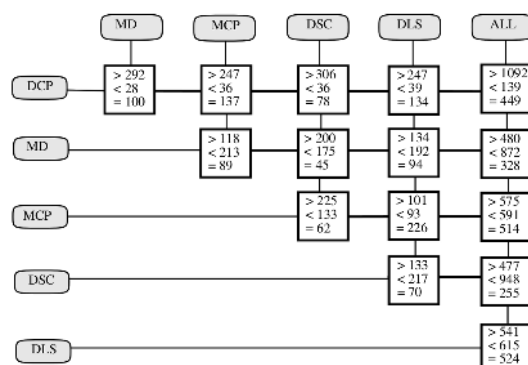 MD MCP DSC DLS ALL
DCP
> 292 > 247 > 306 > 247 > 1092
< 28 < 36 < 36 < 39 < 139
= 100 = 137 = 78 = 134 = 449
MD
> 118 > 200 > 134 > 480
< 213 < 175 < 192 < 872
= 89 = 45 = 94 = 328
MCP
> 225 > 101 > 575
< 133 < 93 < 591
= 62 = 226 = 514
DSC
> 133 > 477
< 217 < 948
= 70 = 255
DLS
> 541
< 615
= 524